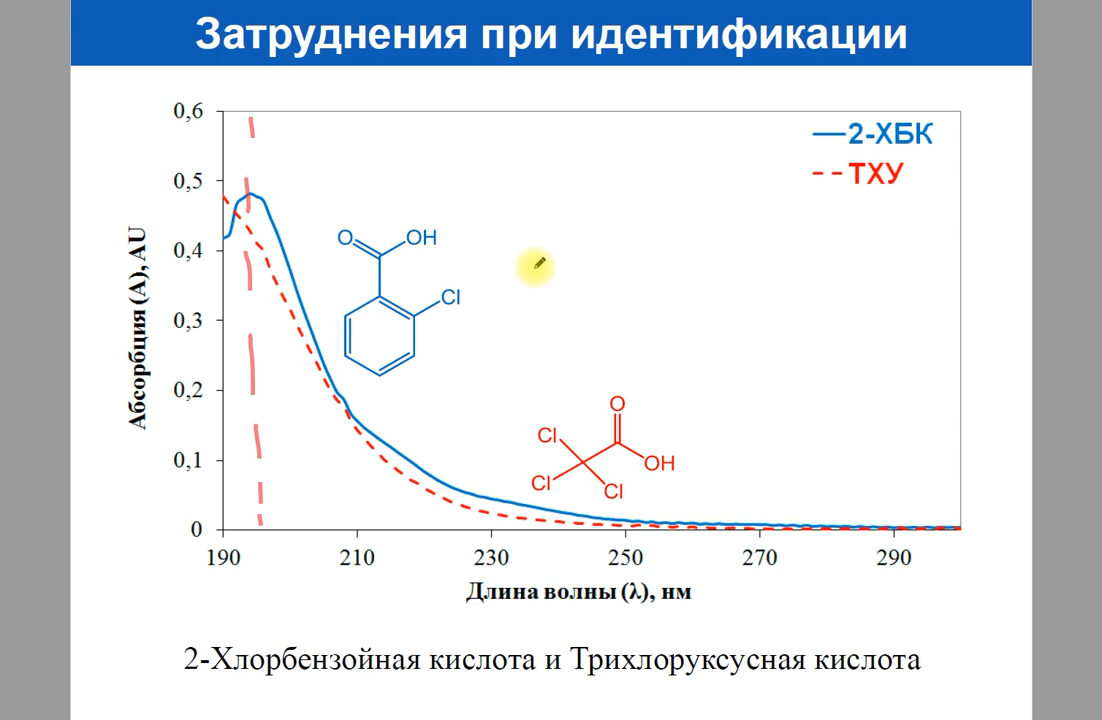 Затруднения при идентификации
0,6
2-ХБК
ТХУ
0,5
0,4
0,3
0,2
0,1
0
Абсорбция (А), AU
O
OH
Cl
O
Cl
OH
Cl
Cl
190 210 230 250 270 290
Длина волны (λ), нм
2-Хлорбензойная кислота и Трихлоруксусная кислота